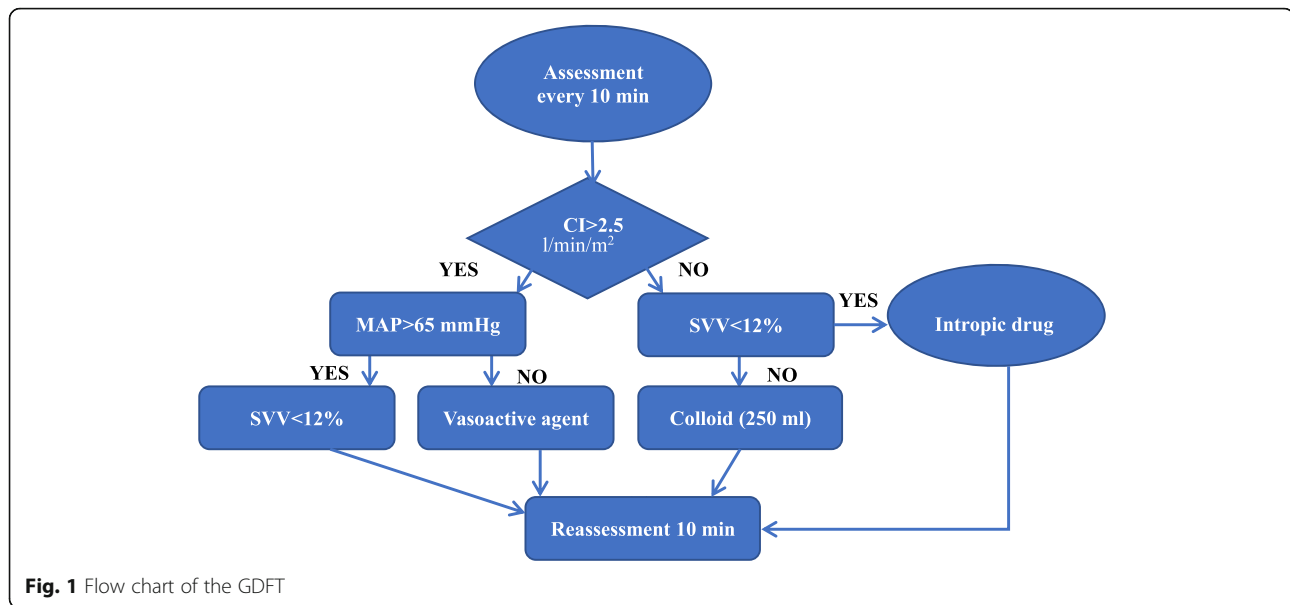 Assessment
every 10 min
CI>2.5
l/min/m²
YES
NO
MAP>65 mmHg
SVV<12%
YES
Intropic drug
YES
NO
NO
SVV<12%
Vasoactive agent
Colloid (250 ml)
Reassessment 10 min
Fig. 1 Flow chart of the GDFT